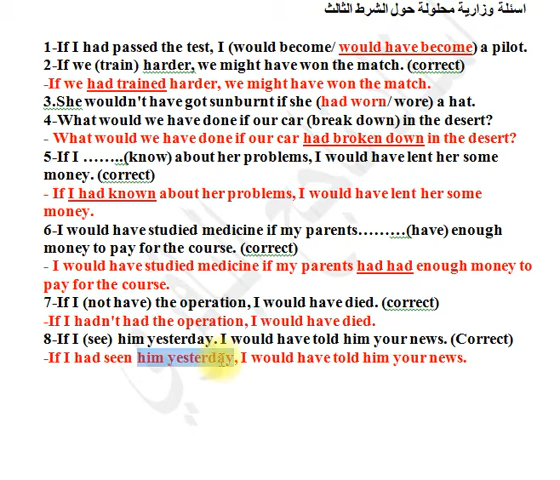 اسئلة وزارية محلولة حول الشرط الثالث
1-If I had passed the test, I (would become/ would have become) a pilot.
2-If we (train) harder, we might have won the match. (correct)
-If we had trained harder, we might have won the match.
3.She wouldn't have got sunburnt if she (had worn/ wore) a hat.
4-What would we have done if our car (break down) in the desert?
- What would we have done if our car had broken down in the desert?
5-If I ……..(know) about her problems, I would have lent her some
money. (correct)
- If I had known about her problems, I would have lent her some
money.
6-I would have studied medicine if my parents………(have) enough
money to pay for the course. (correct)
- I would have studied medicine if my parents had had enough money to
pay for the course.
7-If I (not have) the operation, I would have died. (correct)
-If I hadn't had the operation, I would have died.
8-If I (see) him yesterday. I would have told him your news. (Correct)
-If I had seen him yesterday, I would have told him your news.